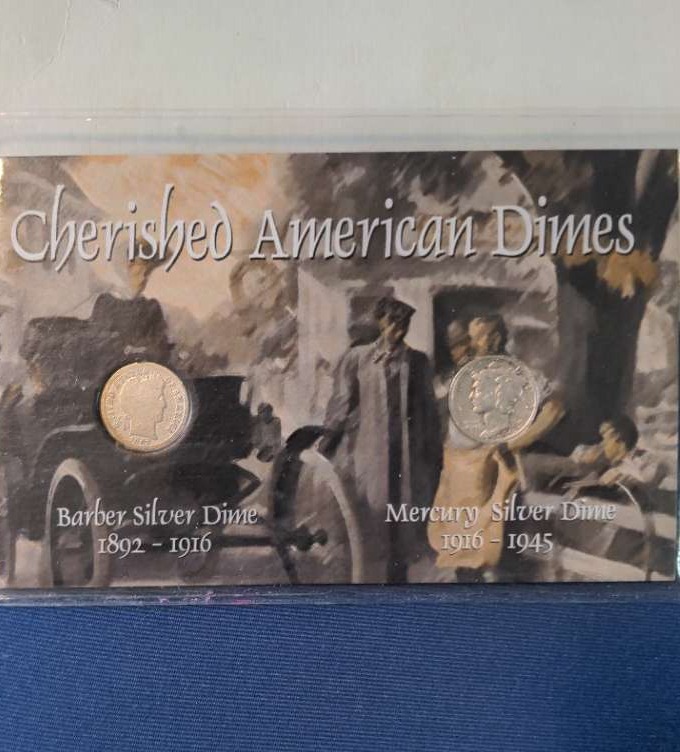 Cherished American Dimes
Barber Silver Dime
1892 - 1916
Mercury Silver Dime
1916 - 1945